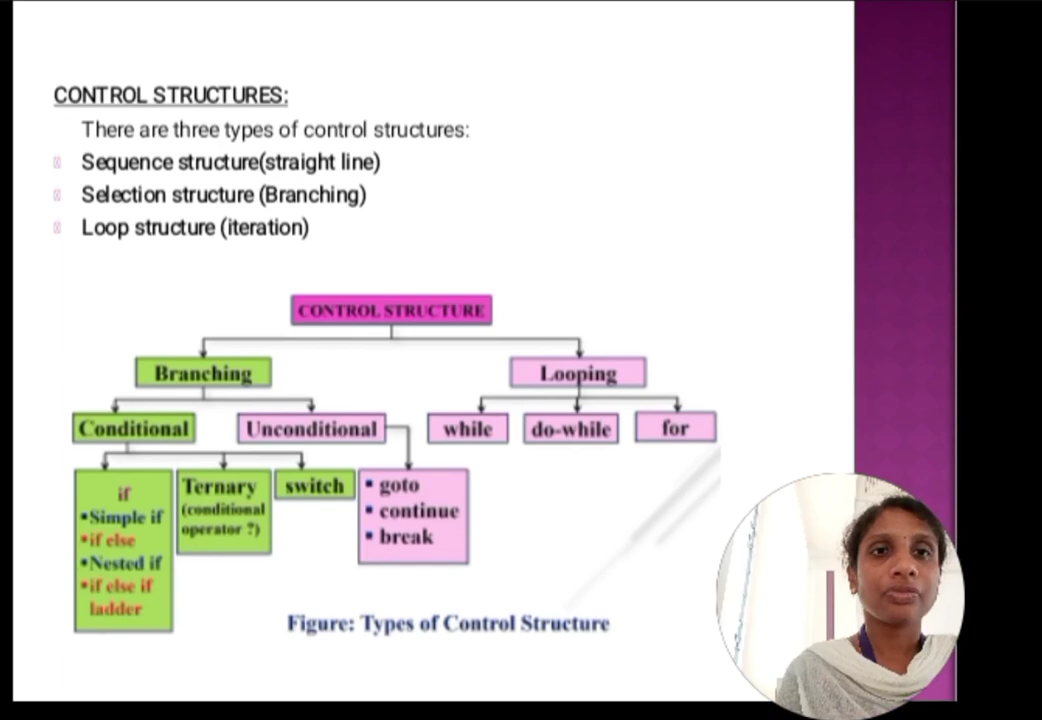 CONTROL STRUCTURES:
There are three types of control structures:
Sequence structure(straight line)
Selection structure (Branching)
Loop structure (iteration)
CONTROL STRUCTURE
Branching
Looping
Conditional
Unconditional
while
do-while
for
if
•Simple if
•if else
•Nested if
•if else if
ladder
Ternary
(conditional
operator ?)
switch
▪ goto
▪ continue
▪ break
Figure: Types of Control Structure